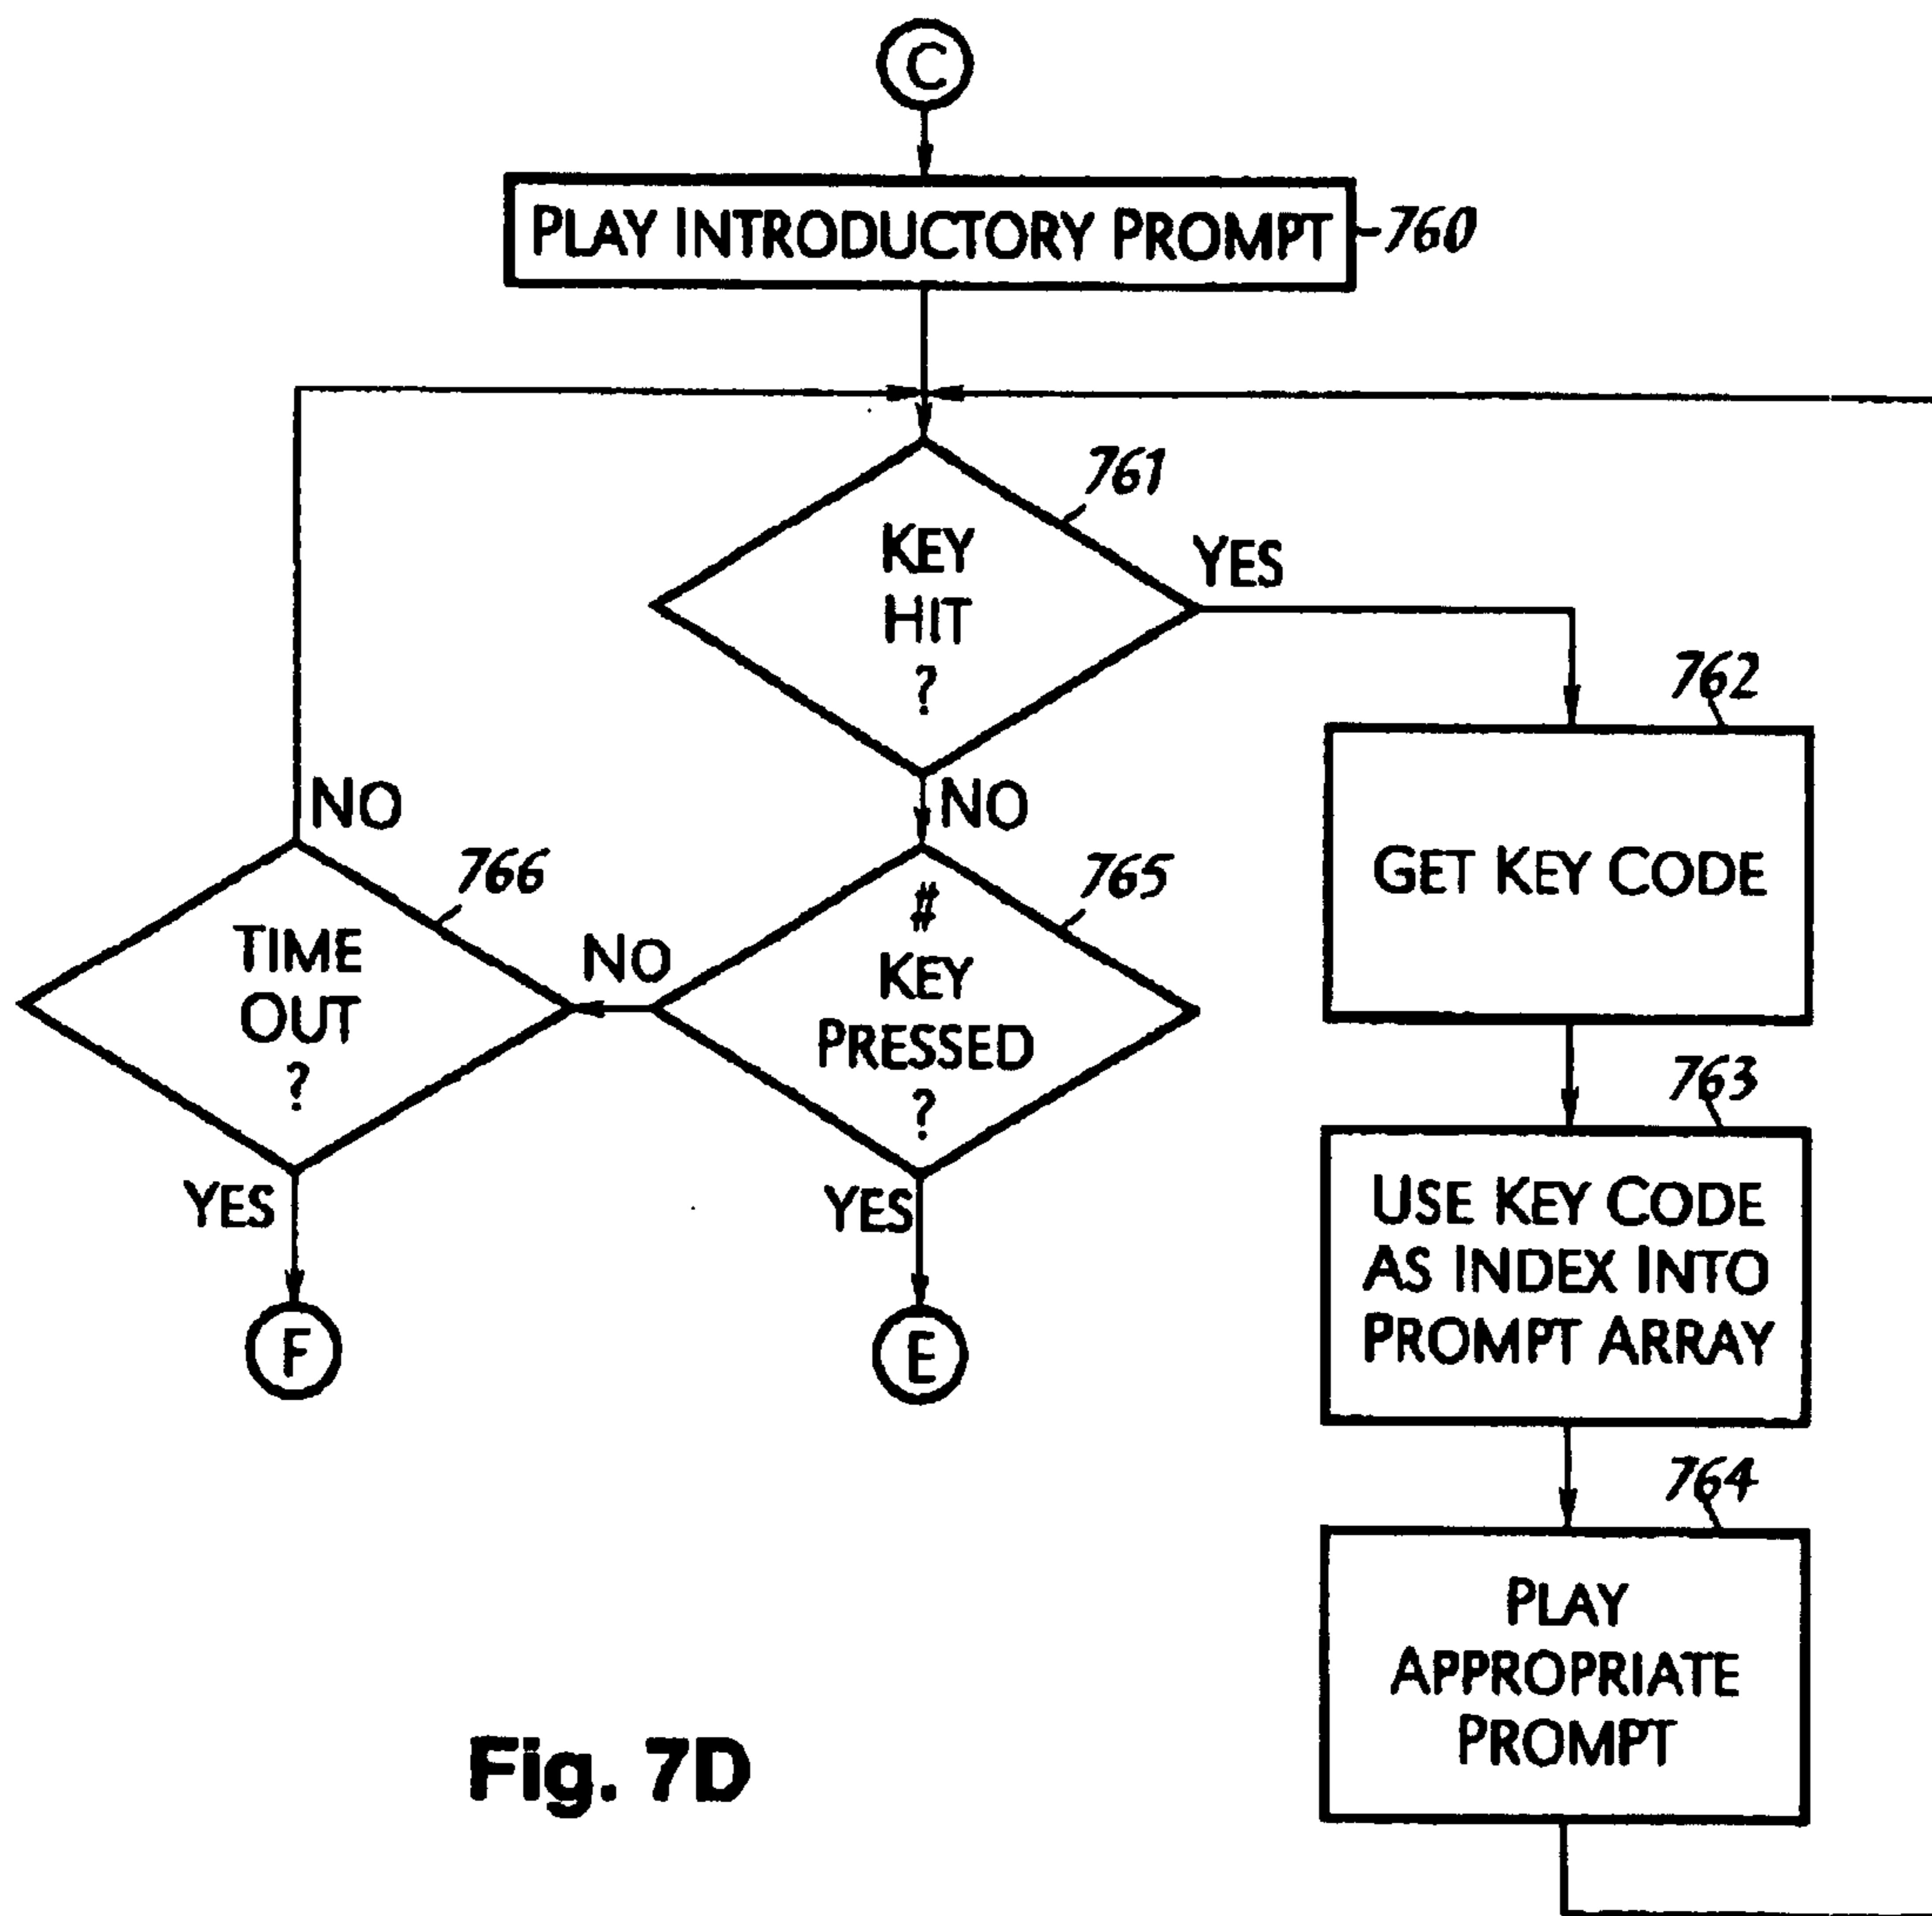 C
PLAY INTRODUCTORY PROMPT
760
761
KEY
HIT
?
YES
NO
762
GET KEY CODE
763
USE KEY CODE
AS INDEX INTO
PROMPT ARRAY
764
PLAY
APPROPRIATE
PROMPT
765
#
KEY
PRESSED
?
NO
YES
E
766
TIME
OUT
?
NO
YES
F
Fig. 7D